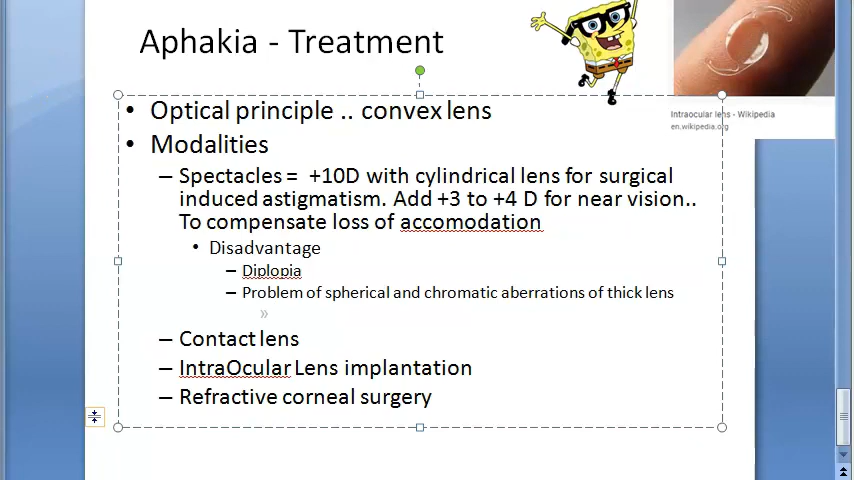 Aphakia - Treatment
Intraocular lens - Wikipedia
en.wikipedia.org
• Optical principle .. convex lens
• Modalities
– Spectacles = +10D with cylindrical lens for surgical
induced astigmatism. Add +3 to +4 D for near vision..
To compensate loss of accomodation
• Disadvantage
– Diplopia
– Problem of spherical and chromatic aberrations of thick lens
»
– Contact lens
– IntraOcular Lens implantation
– Refractive corneal surgery